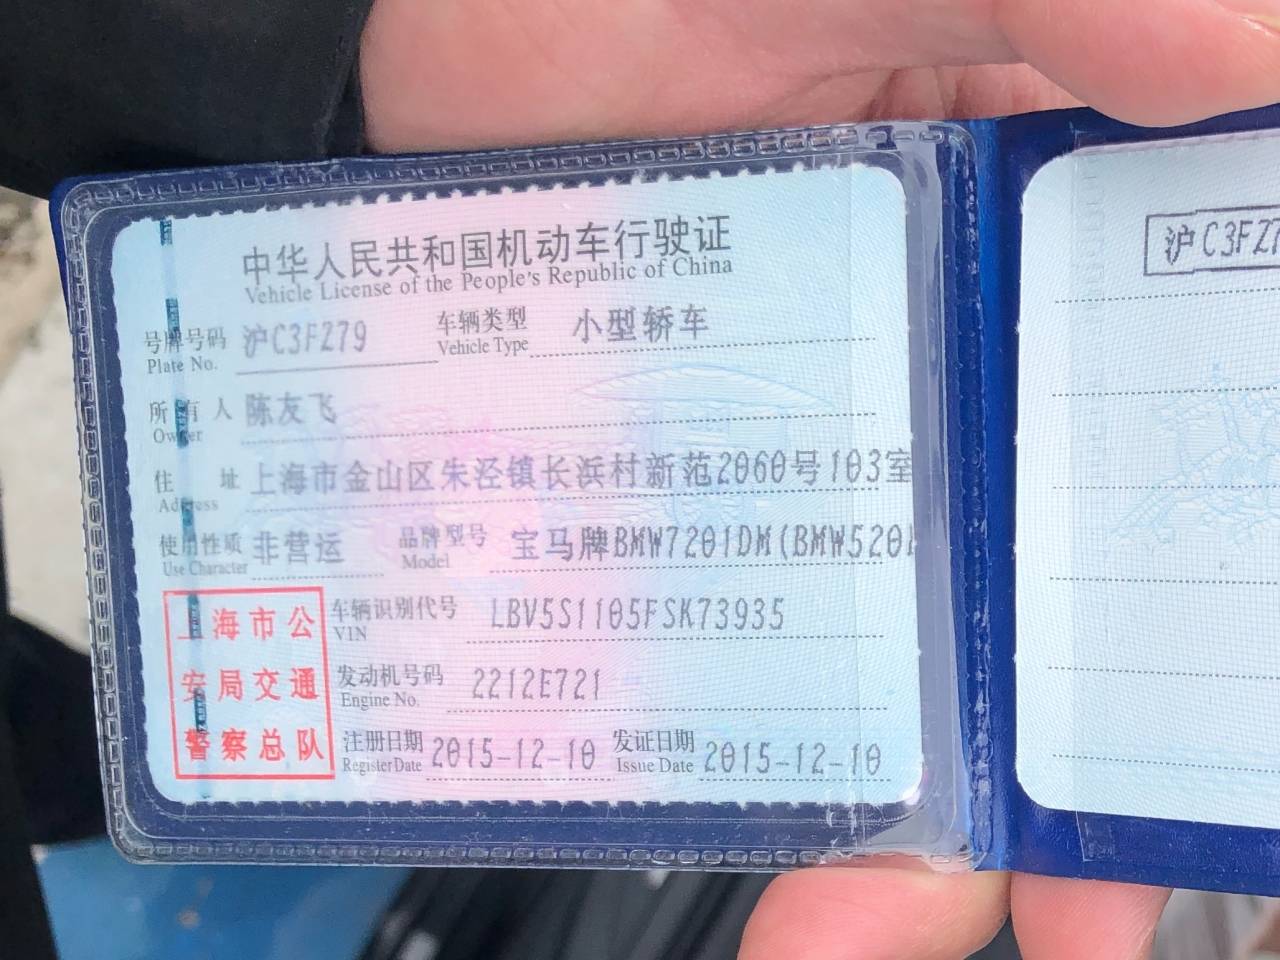 中华人民共和国机动车行驶证
Vehicle License of the People's Republic of China
号牌号码 沪C3FZ79 车辆类型 小型轿车
Plate No. Vehicle Type
所有人 陈友飞
Owner
住址 上海市金山区朱泾镇长浜村新范2060号103室
Address
使用性质 非营运 品牌型号 宝马牌BMW7201DM(BMW520
Use Character Model
车辆识别代号 LBV5S1105FSK73935
VIN
发动机号码 2212E721
Engine No.
注册日期 2015-12-10 发证日期 2015-12-10
Register Date Issue Date
上海市公
安局交通
警察总队
沪C3FZ7